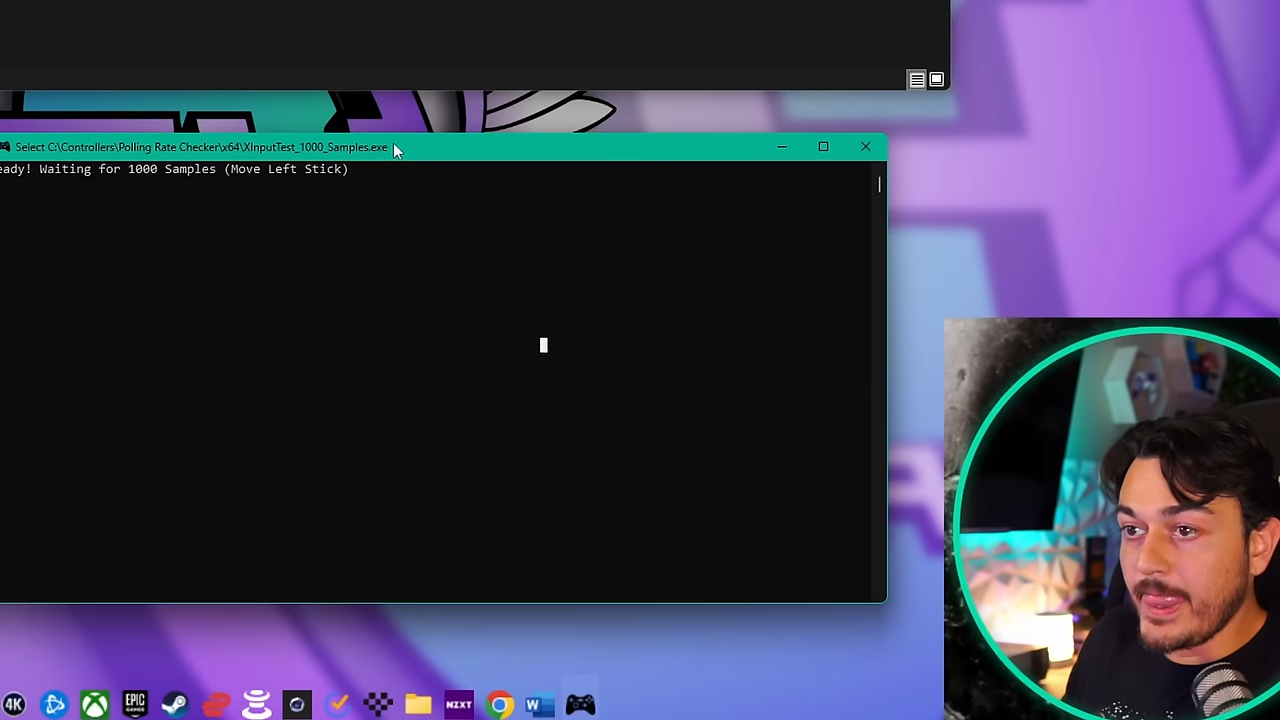 Select C:\Controllers\Polling Rate Checker\x64\XInputTest_1000_Samples.exe
eady! Waiting for 1000 Samples (Move Left Stick)
4K
EPIC
GAMES
NZXT
W